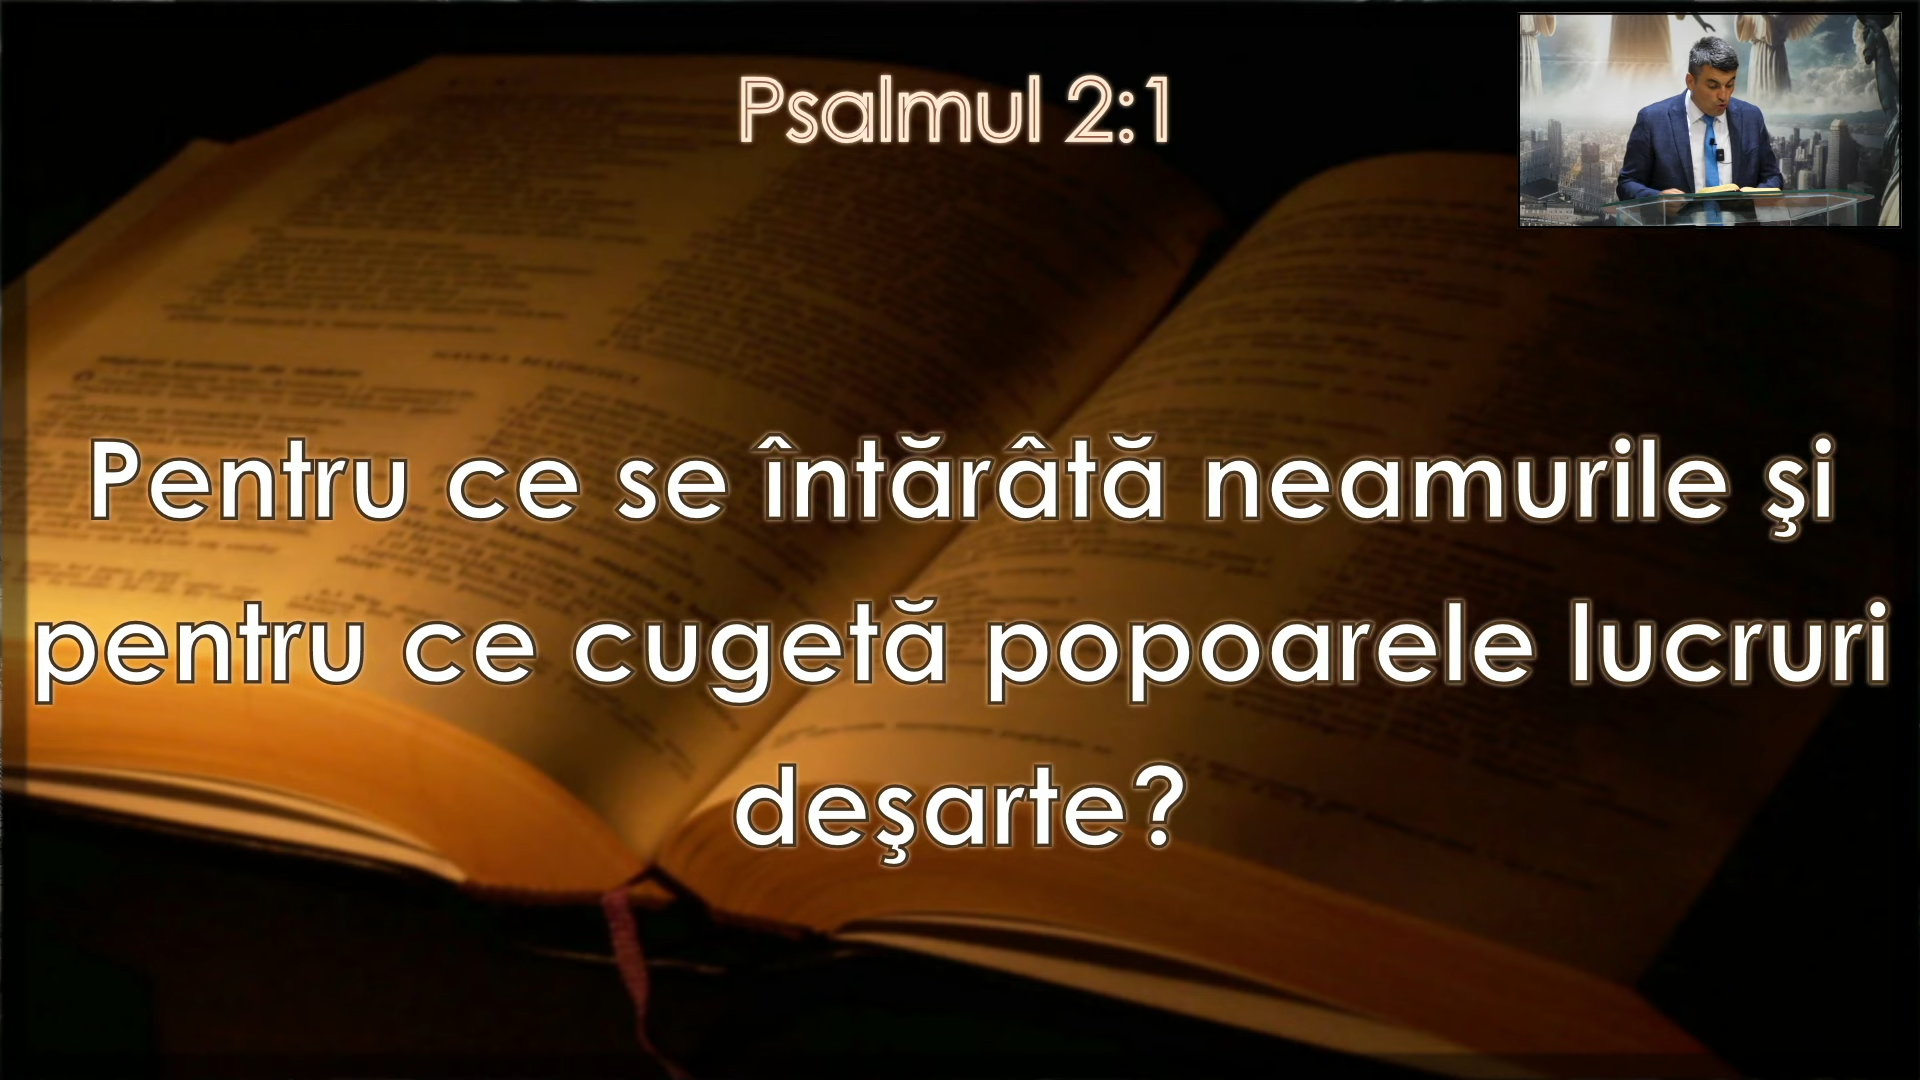 Psalmul 2:1
Pentru ce se întărâtă neamurile şi
pentru ce cugetă popoarele lucruri
deşarte?